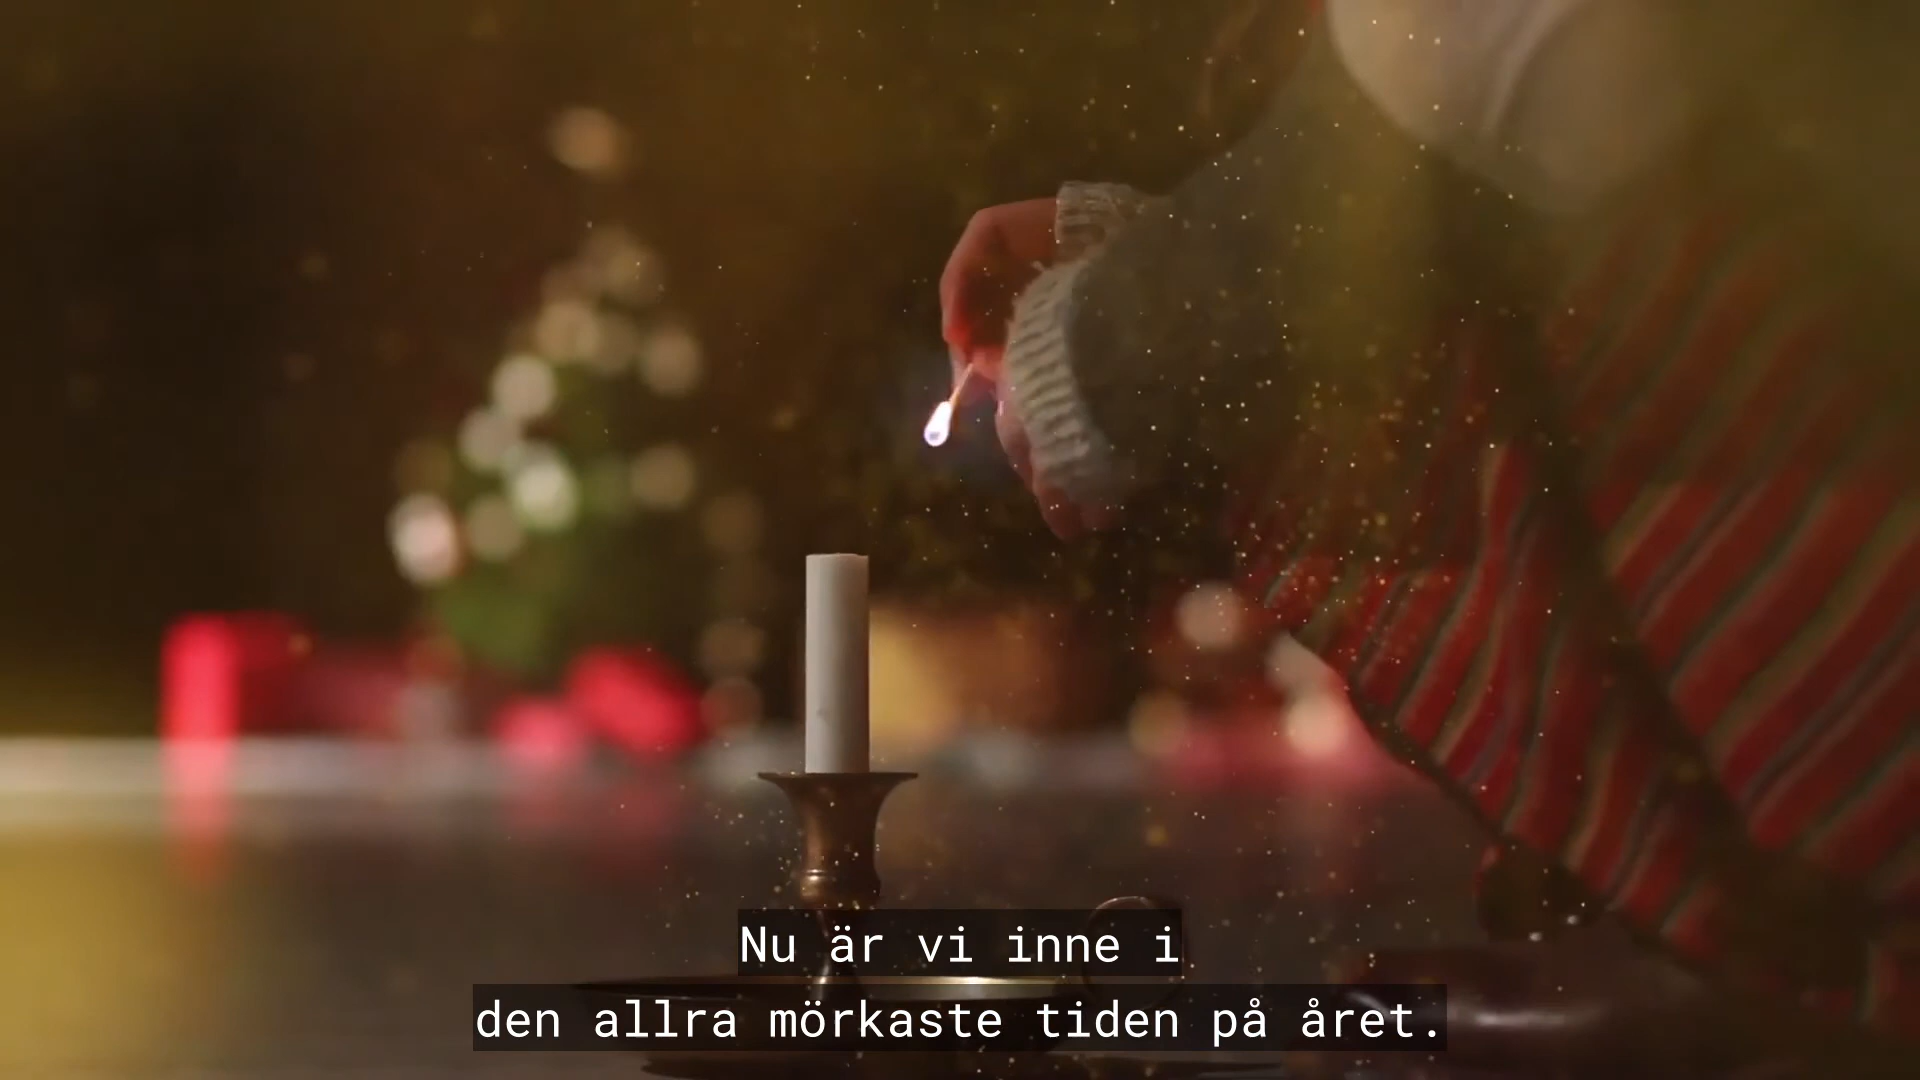 Nu är vi inne i
den allra mörkaste tiden på året.